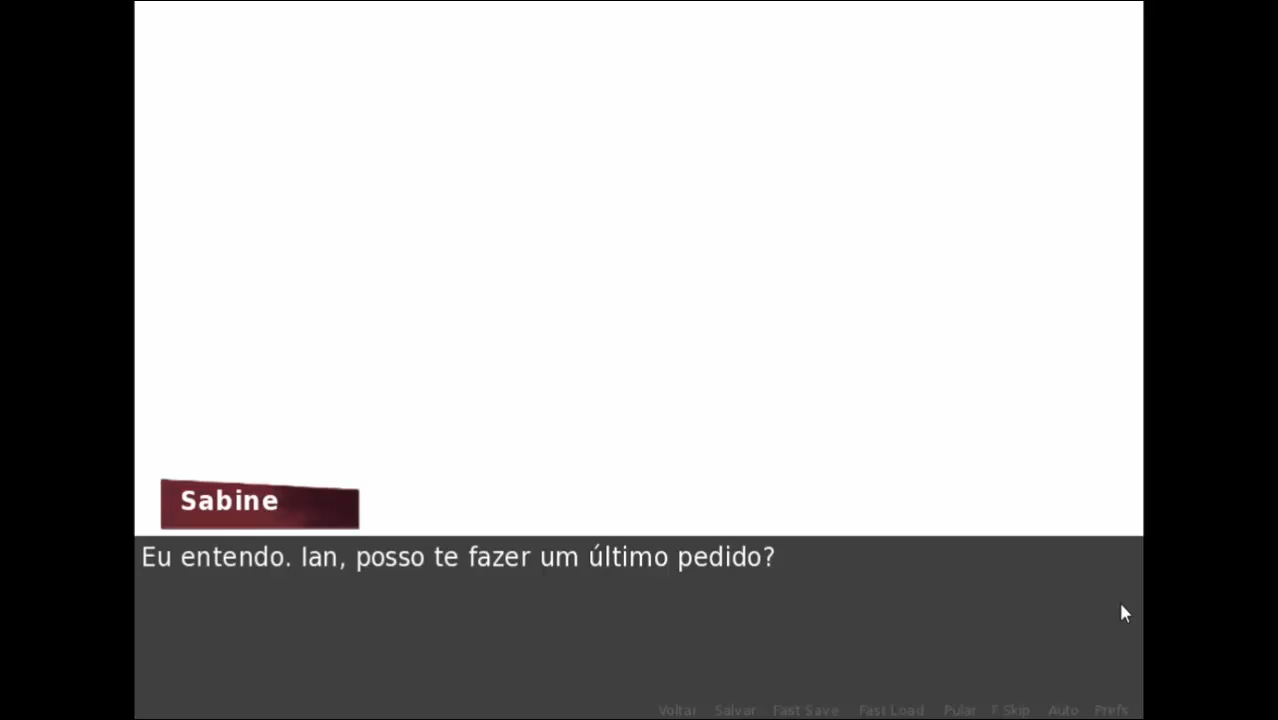 Sabine
Eu entendo. Ian, posso te fazer um último pedido?
Voltar Salvar Fast Save Fast Load Pular F Skip Auto Prefs